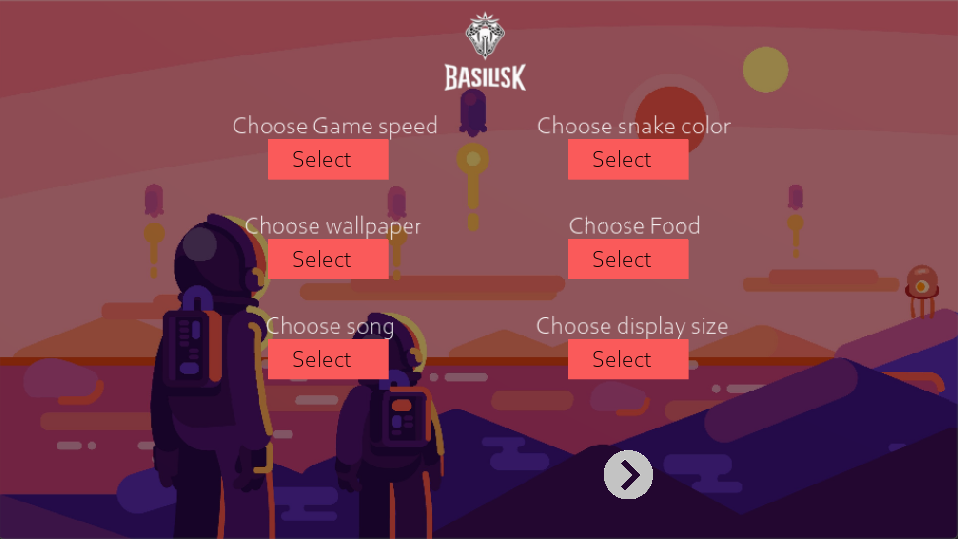 BASILISK
Choose Game speed
Select
Choose snake color
Select
Choose wallpaper
Select
Choose Food
Select
Choose song
Select
Choose display size
Select